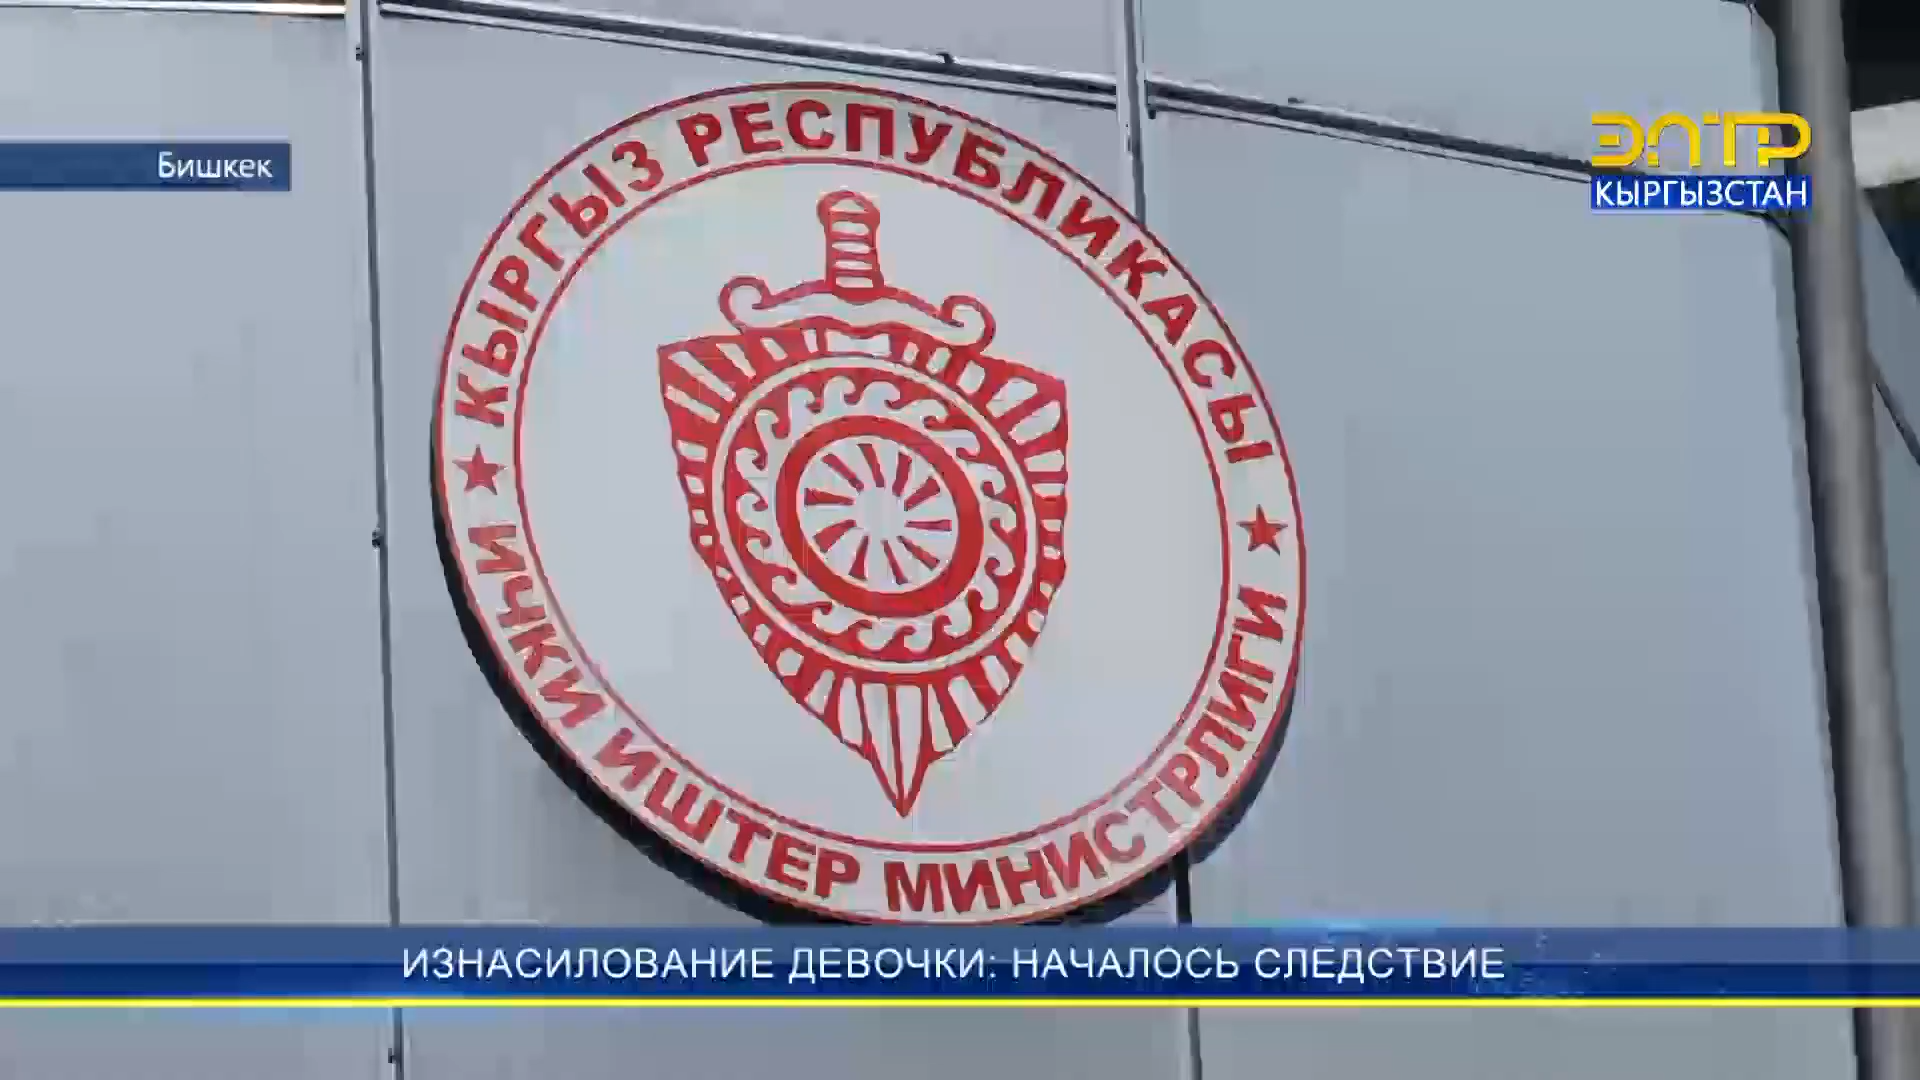 Бишкек
ЭЛТР
КЫРГЫЗСТАН
КЫРГЫЗ РЕСПУБЛИКАСЫ
ИЧКИ ИШТЕР МИНИСТРЛИГИ
ИЗНАСИЛОВАНИЕ ДЕВОЧКИ: НАЧАЛОСЬ СЛЕДСТВИЕ